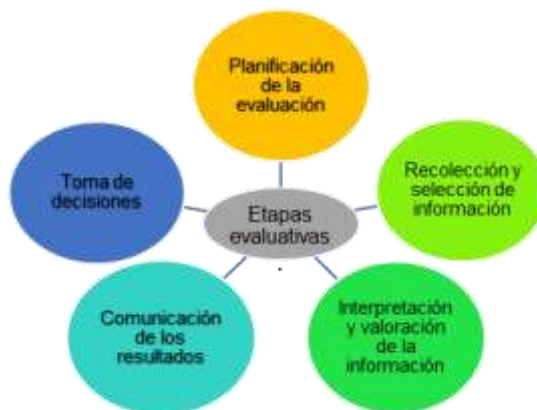 Planificación
de la
evaluación
Recolección y
selección de
información
Interpretación
y valoración
de la
información
Comunicación
de los
resultados
Toma de
decisiones
Etapas
evaluativas
.